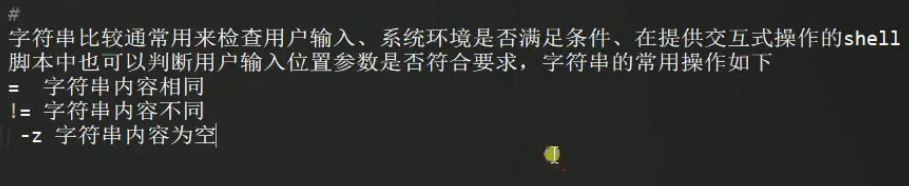 #
字符串比较通常用来检查用户输入、系统环境是否满足条件、在提供交互式操作的shell
脚本中也可以判断用户输入位置参数是否符合要求，字符串的常用操作如下
=  字符串内容相同
!= 字符串内容不同
-z 字符串内容为空